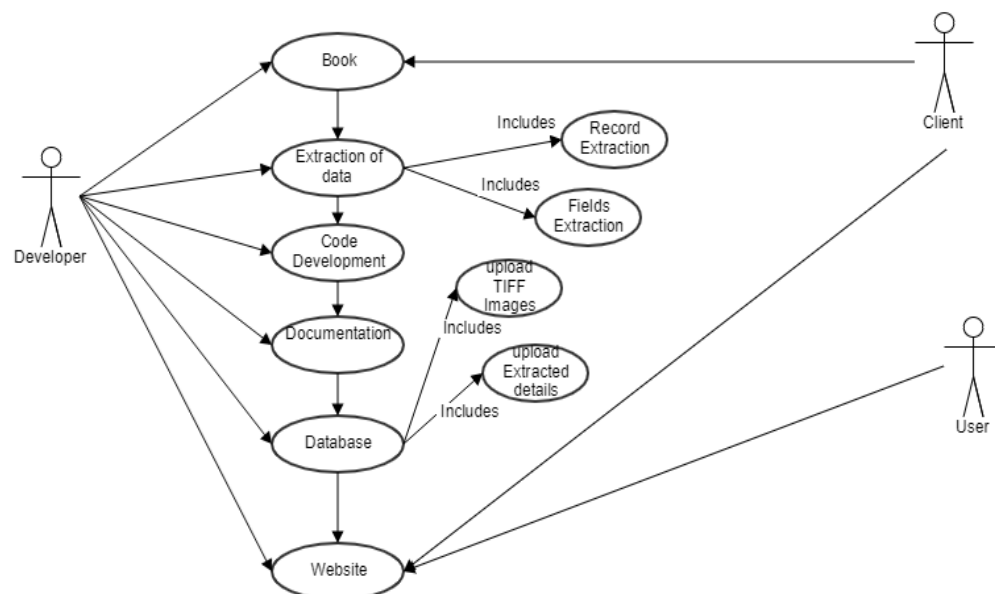 Book
Client
Includes
Record
Extraction
Extraction of
data
Includes
Fields
Extraction
Developer
Code
Development
upload
TIFF
Images
Documentation
Includes
upload
Extracted
details
Includes
User
Database
Website